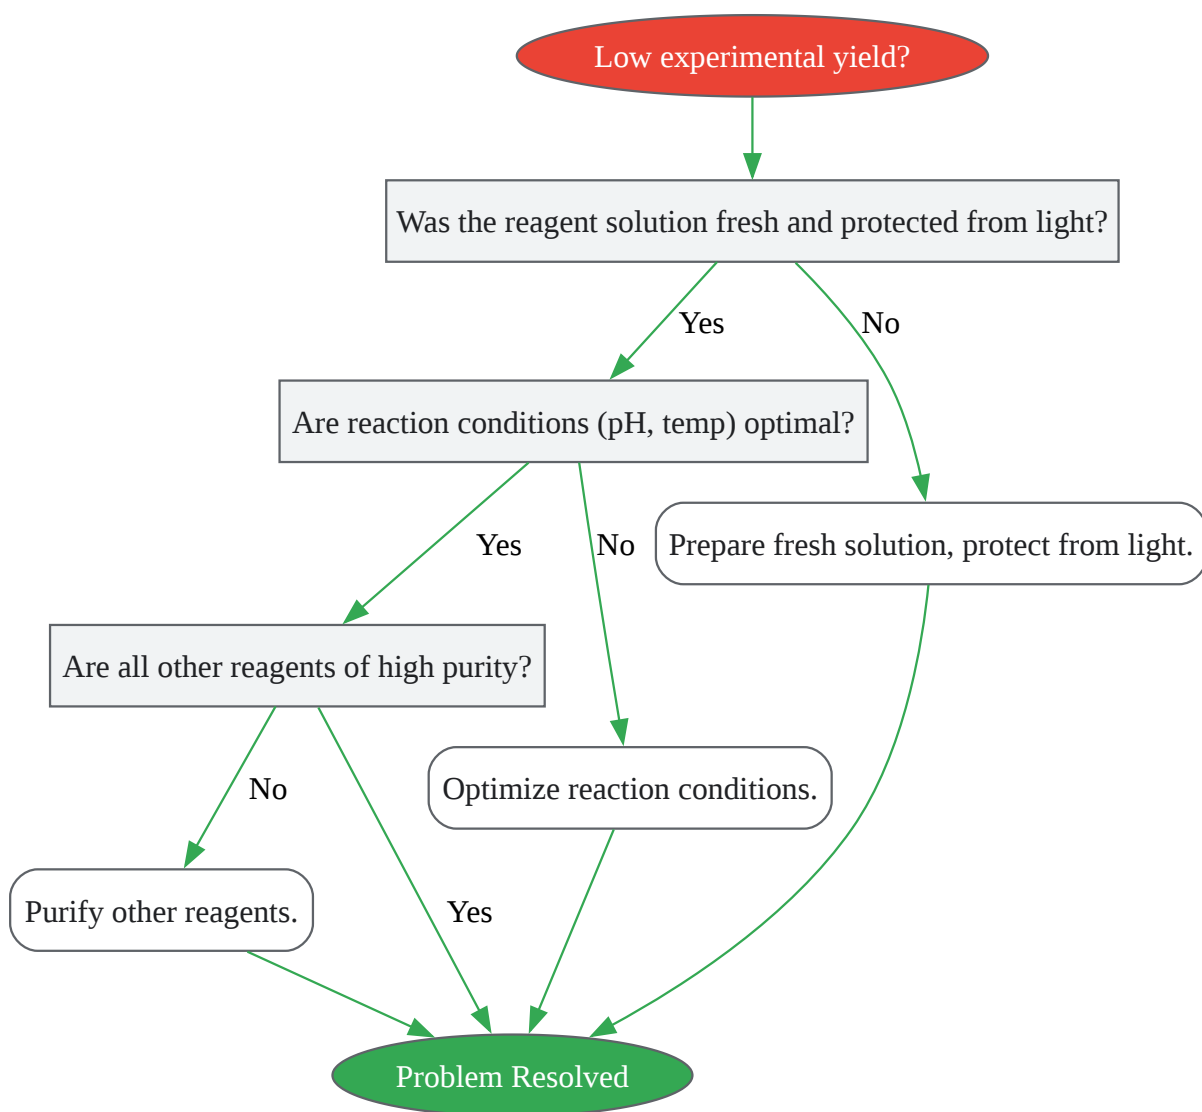 Low experimental yield?
Was the reagent solution fresh and protected from light?
Yes
No
Are reaction conditions (pH, temp) optimal?
Yes
No
Prepare fresh solution, protect from light.
Are all other reagents of high purity?
No
Optimize reaction conditions.
Purify other reagents.
Yes
Problem Resolved